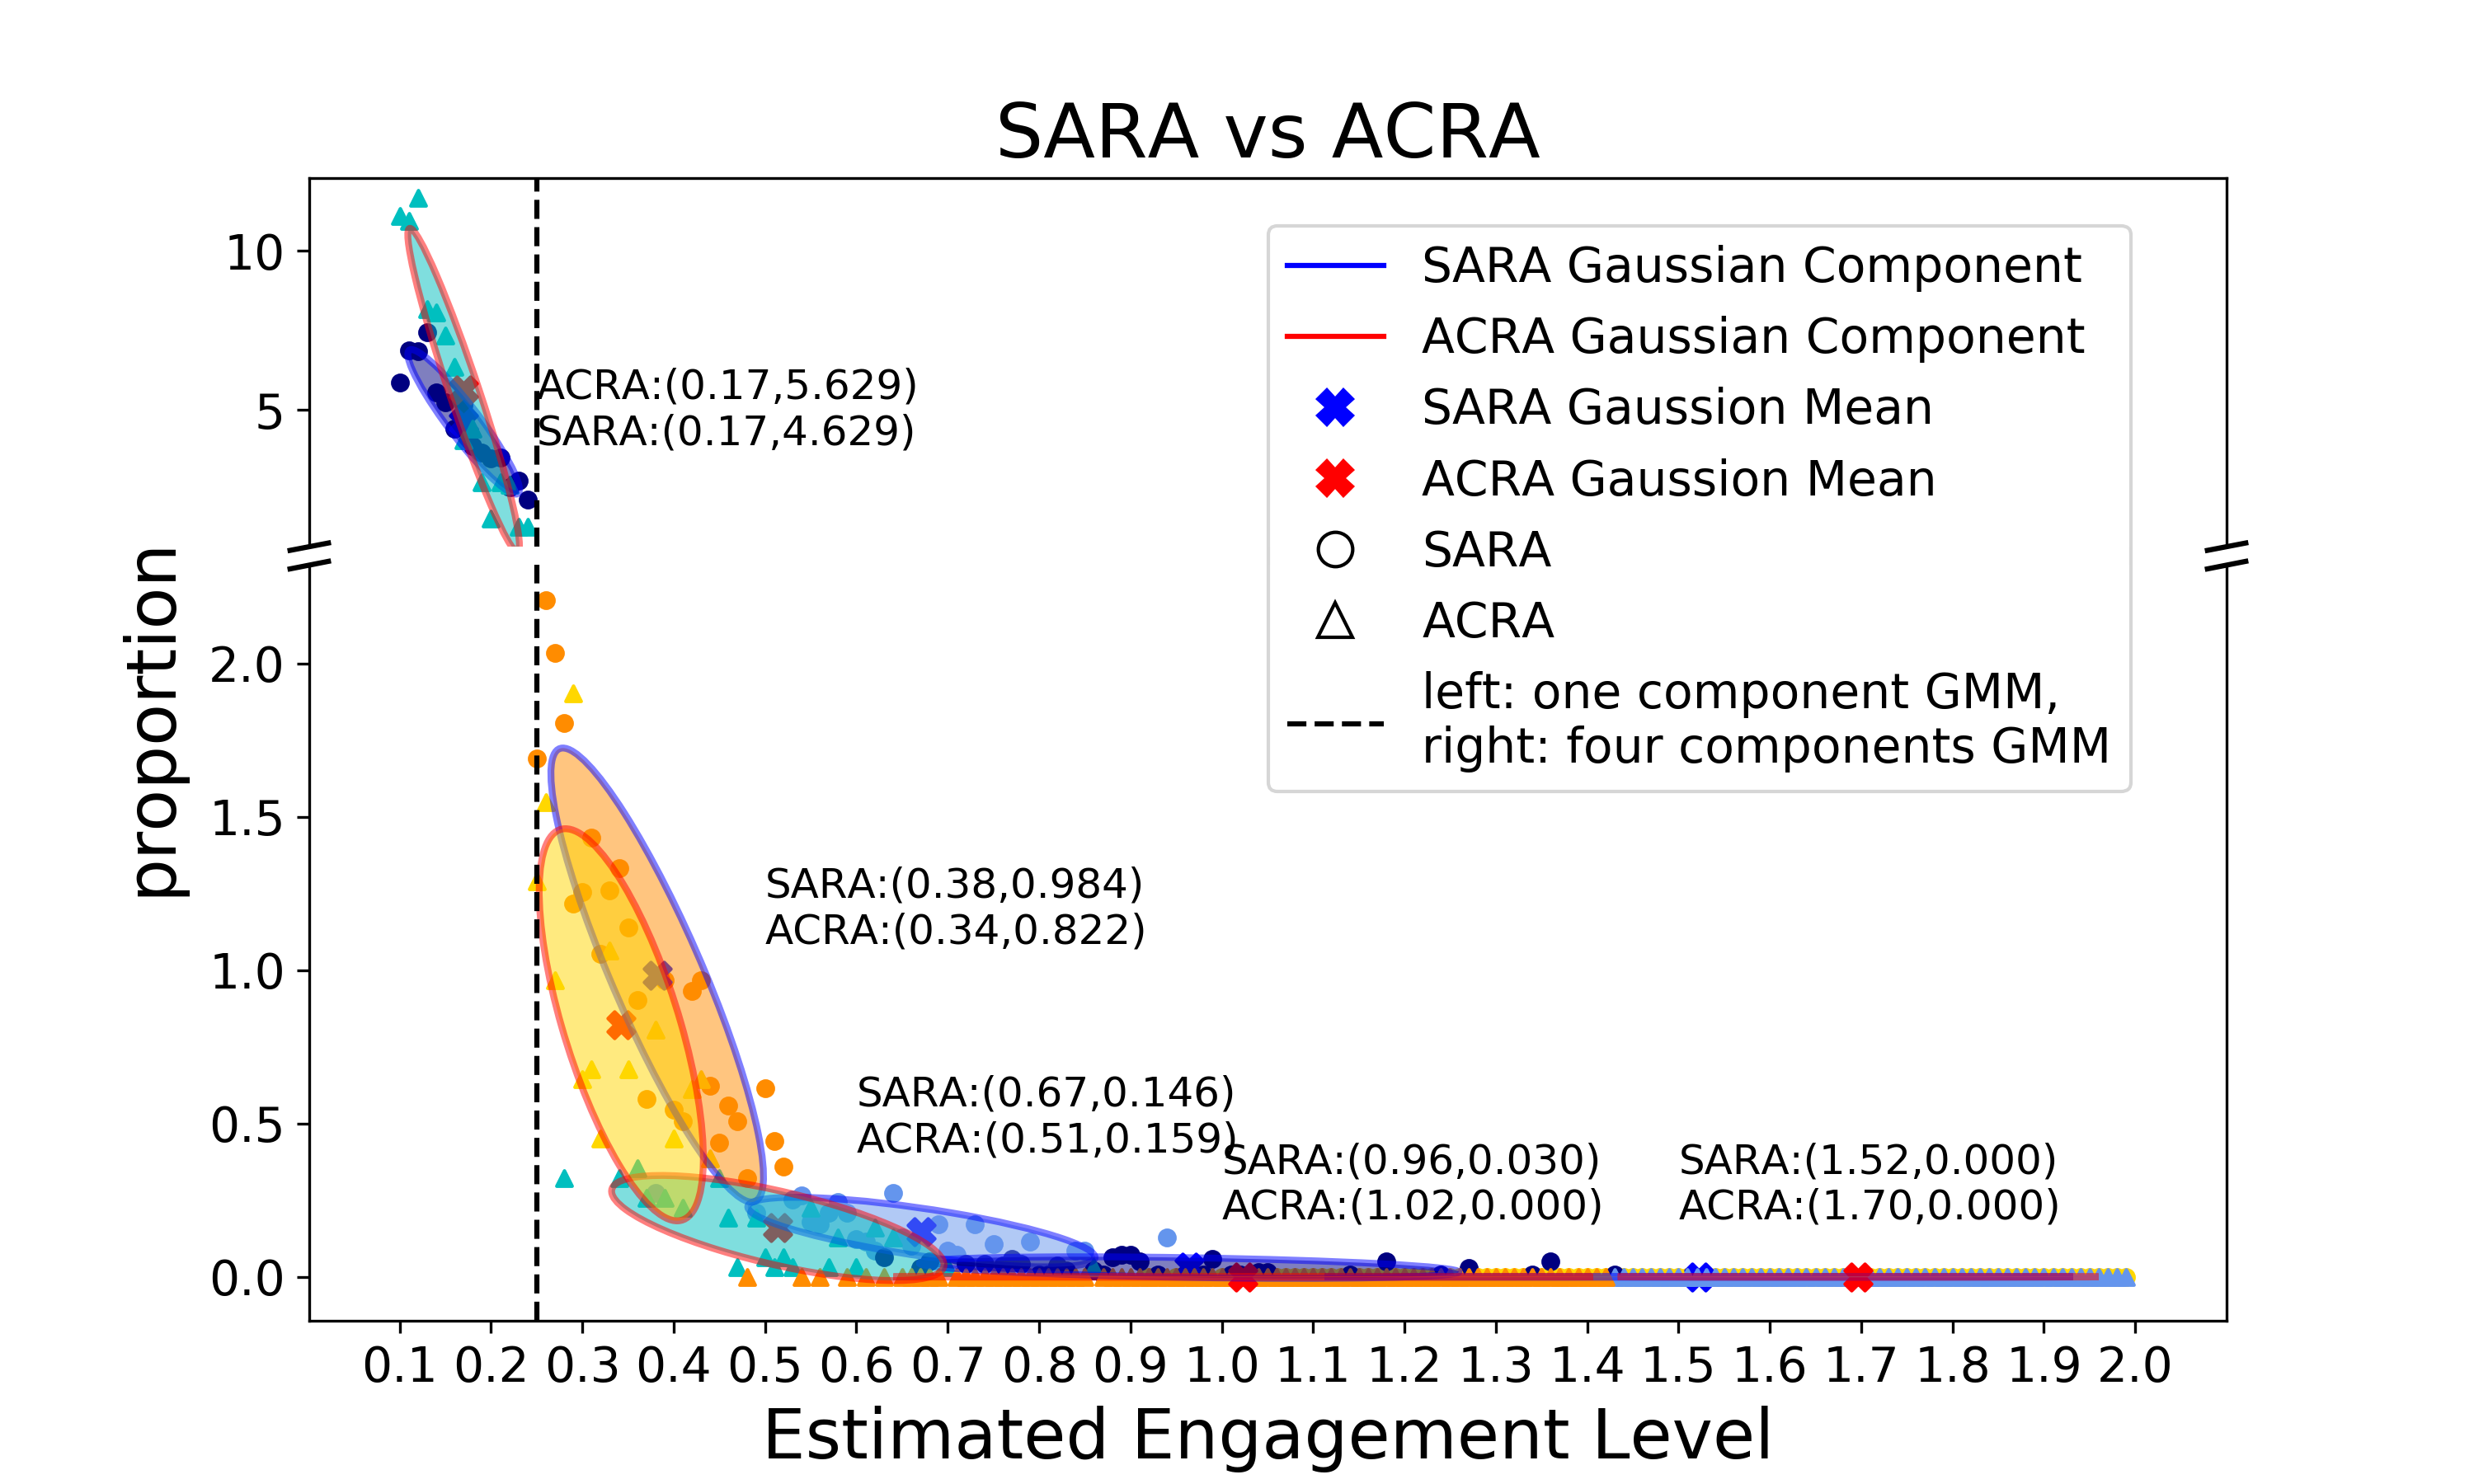 SARA vs ACRA
10
5
2.0
1.5
1.0
0.5
0.0
proportion
SARA Gaussian Component
ACRA Gaussian Component
SARA Gaussion Mean
ACRA Gaussion Mean
SARA
ACRA
left: one component GMM,
right: four components GMM
ACRA:(0.17,5.629)
SARA:(0.17,4.629)
SARA:(0.38,0.984)
ACRA:(0.34,0.822)
SARA:(0.67,0.146)
ACRA:(0.51,0.159)
SARA:(0.96,0.030)
ACRA:(1.02,0.000)
SARA:(1.52,0.000)
ACRA:(1.70,0.000)
0.1 0.2 0.3 0.4 0.5 0.6 0.7 0.8 0.9 1.0 1.1 1.2 1.3 1.4 1.5 1.6 1.7 1.8 1.9 2.0
Estimated Engagement Level